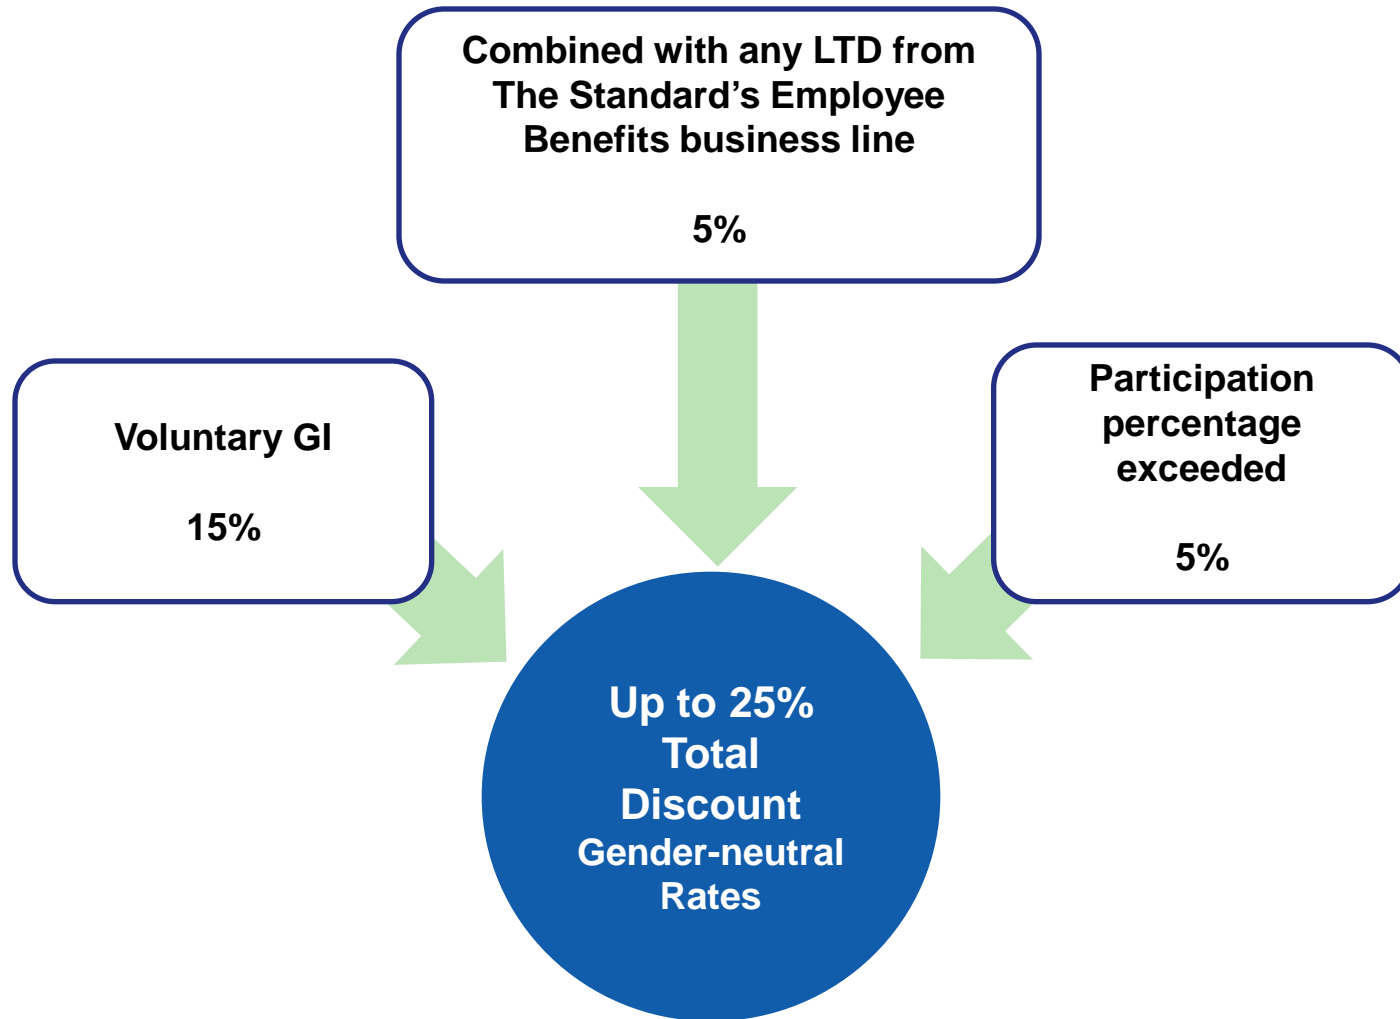 Combined with any LTD from
The Standard’s Employee
Benefits business line
5%
Voluntary GI
15%
Participation
percentage
exceeded
5%
Up to 25%
Total
Discount
Gender-neutral
Rates